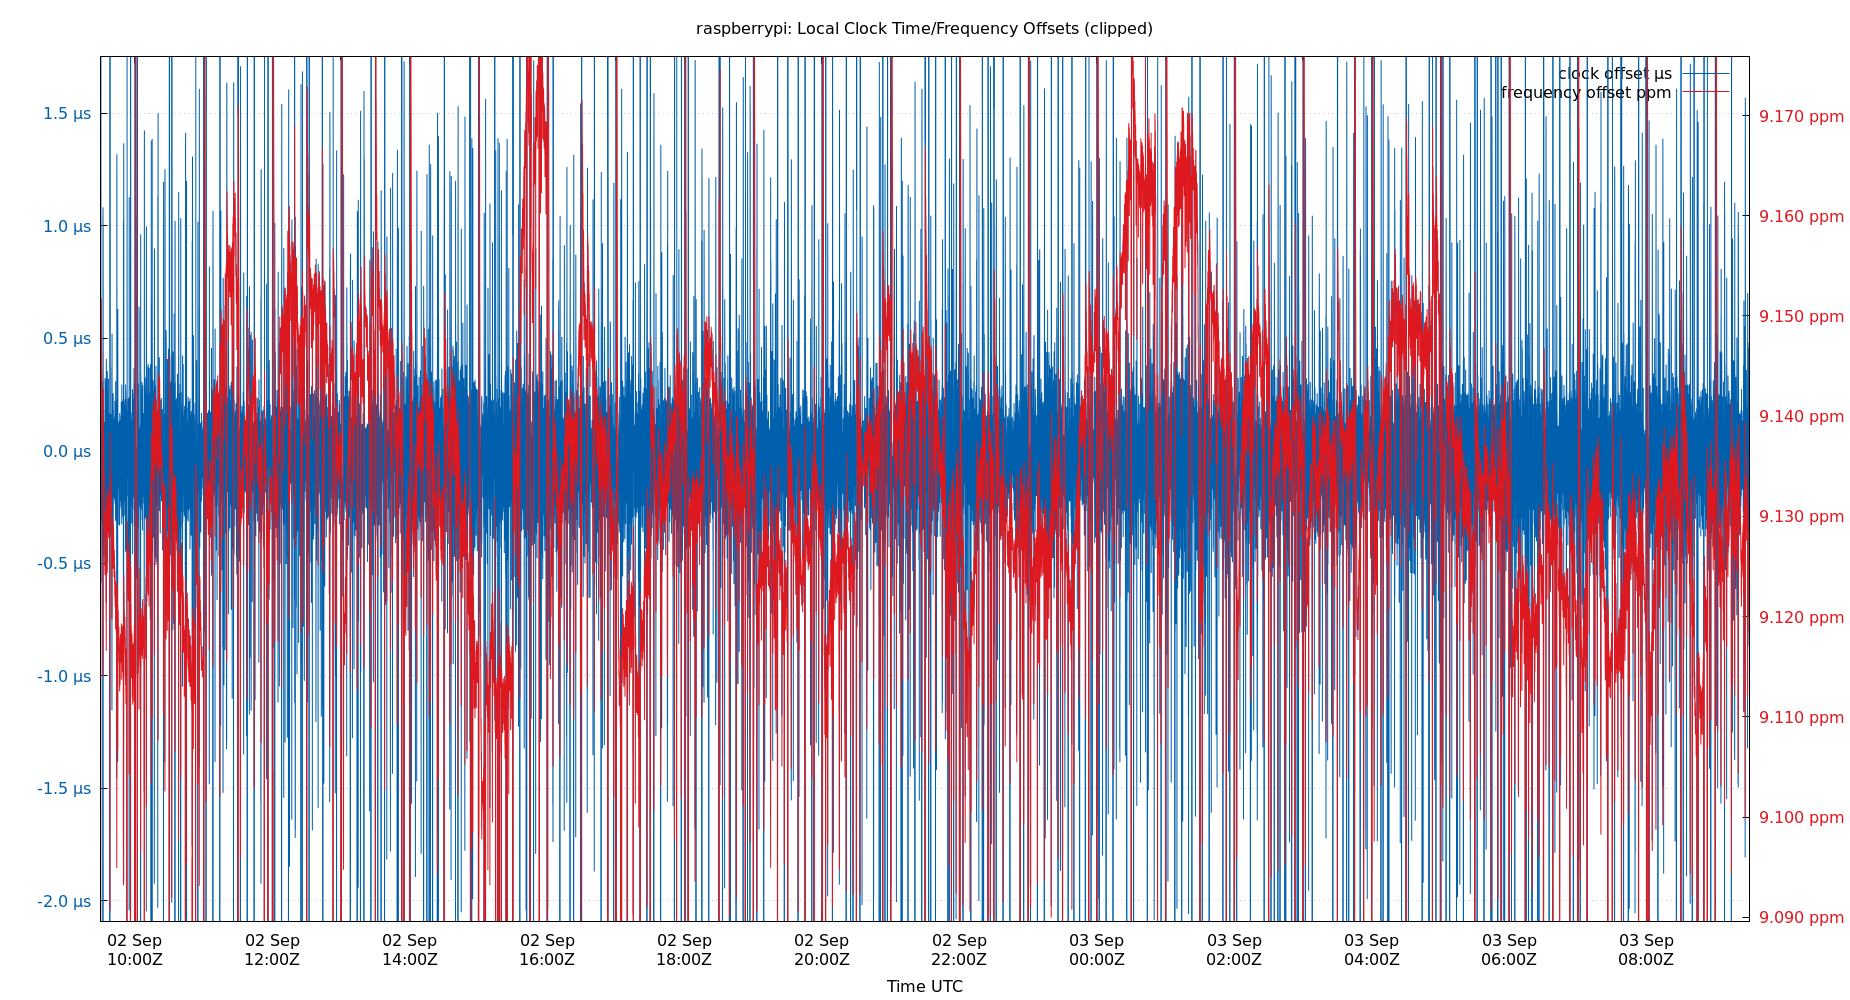 raspberrypi: Local Clock Time/Frequency Offsets (clipped)
clock offset µs
frequency offset ppm
1.5 µs
1.0 µs
0.5 µs
0.0 µs
-0.5 µs
-1.0 µs
-1.5 µs
-2.0 µs
9.170 ppm
9.160 ppm
9.150 ppm
9.140 ppm
9.130 ppm
9.120 ppm
9.110 ppm
9.100 ppm
9.090 ppm
02 Sep 02 Sep 02 Sep 02 Sep 02 Sep 02 Sep 02 Sep 03 Sep 03 Sep 03 Sep 03 Sep 03 Sep
10:00Z 12:00Z 14:00Z 16:00Z 18:00Z 20:00Z 22:00Z 00:00Z 02:00Z 04:00Z 06:00Z 08:00Z
Time UTC